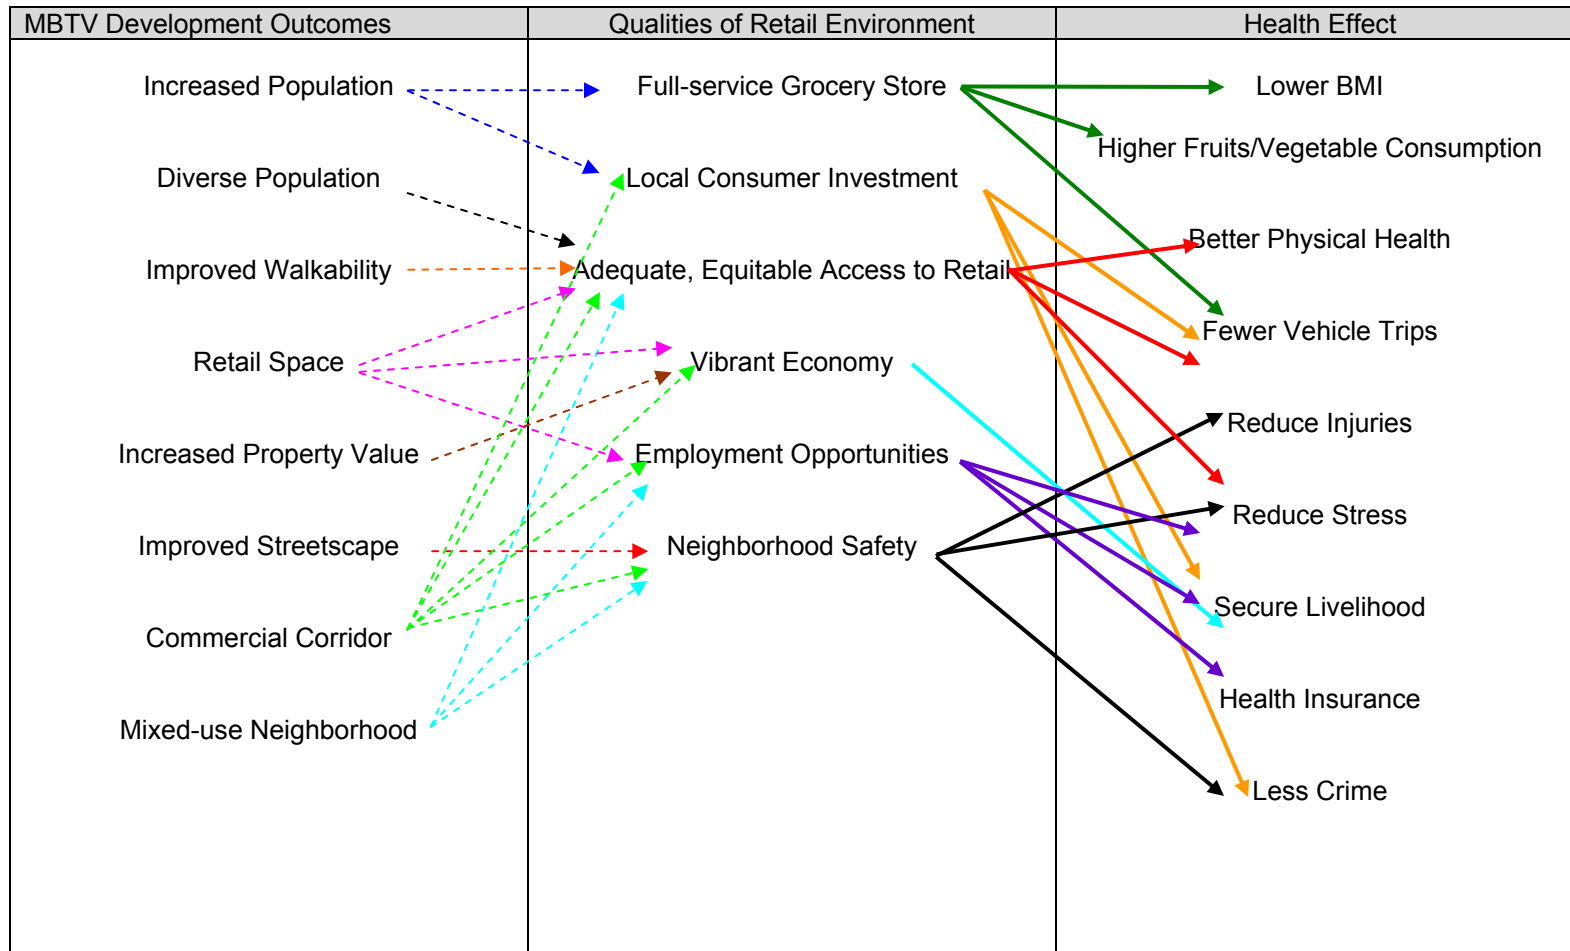 MBTV Development Outcomes
Qualities of Retail Environment
Health Effect
Increased Population
Full-service Grocery Store
Lower BMI
Higher Fruits/Vegetable Consumption
Diverse Population
Local Consumer Investment
Better Physical Health
Improved Walkability
Adequate, Equitable Access to Retail
Fewer Vehicle Trips
Retail Space
Vibrant Economy
Reduce Injuries
Increased Property Value
Employment Opportunities
Reduce Stress
Improved Streetscape
Neighborhood Safety
Secure Livelihood
Commercial Corridor
Health Insurance
Mixed-use Neighborhood
Less Crime